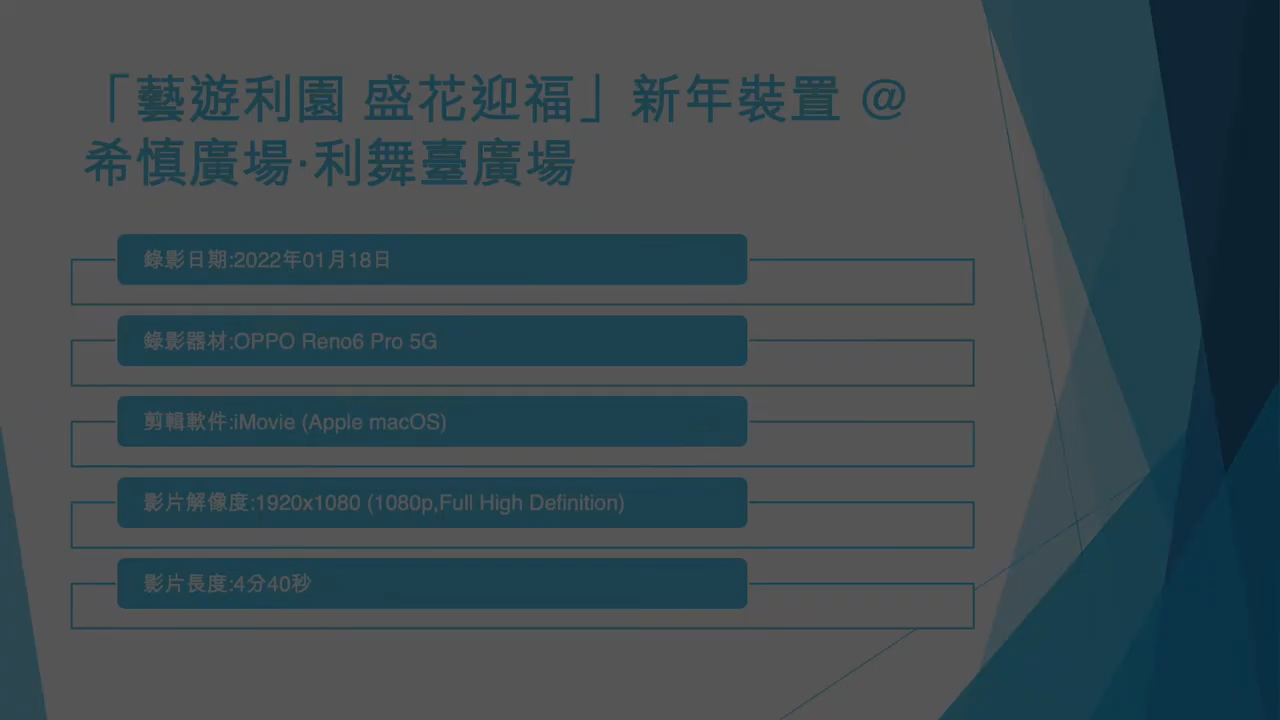 「藝遊利園 盛花迎福」新年裝置 @
希慎廣場·利舞臺廣場
錄影日期:2022年01月18日
錄影器材:OPPO Reno6 Pro 5G
剪輯軟件:iMovie (Apple macOS)
影片解像度:1920x1080 (1080p,Full High Definition)
影片長度:4分40秒